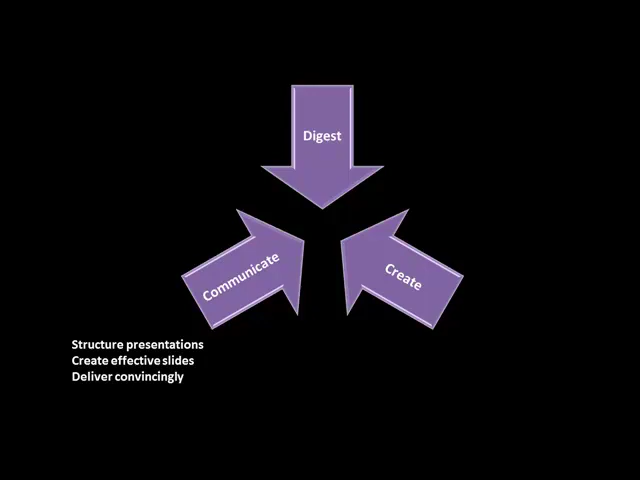 Digest
Communicate
Create
Structure presentations
Create effective slides
Deliver convincingly